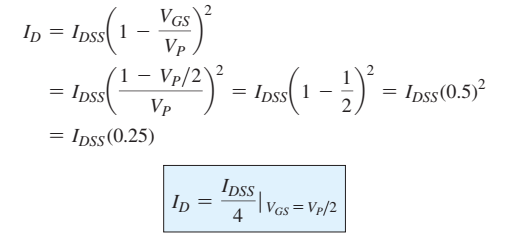 I_D = I_DSS(1 − V_GS/V_P)²
= I_DSS((1 − V_P/2)/V_P)² = I_DSS(1 − 1/2)² = I_DSS(0.5)²
= I_DSS(0.25)
I_D = I_DSS/4 |V_GS = V_P/2